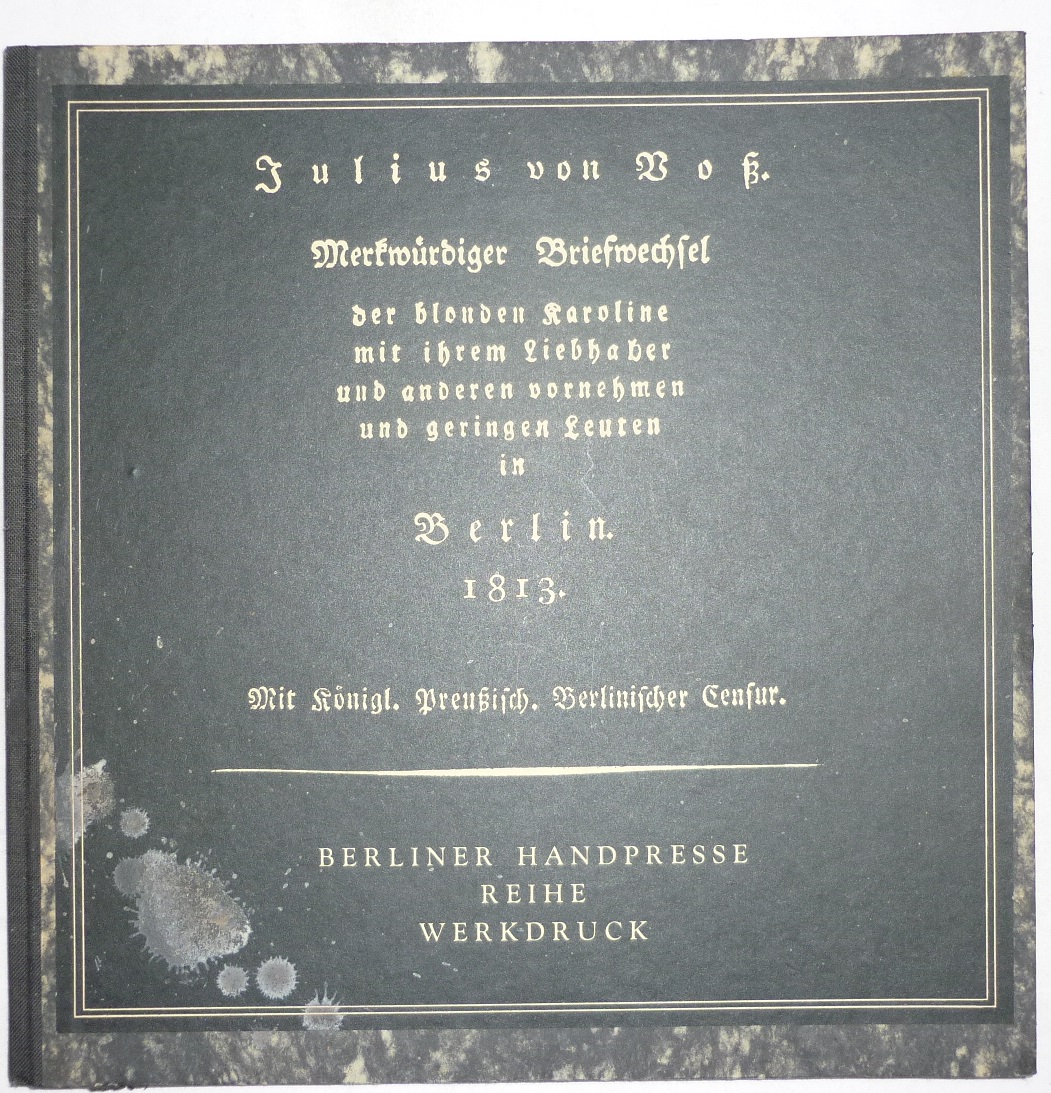 Julius von Voß.
Merkwürdiger Briefwechsel
der blonden Karoline
mit ihrem Liebhaber
und anderen vornehmen
und geringen Leuten
in
Berlin.
1813.
Mit Königl. Preußisch. Berlinischer Censur.
BERLINER HANDPRESSE
REIHE
WERKDRUCK